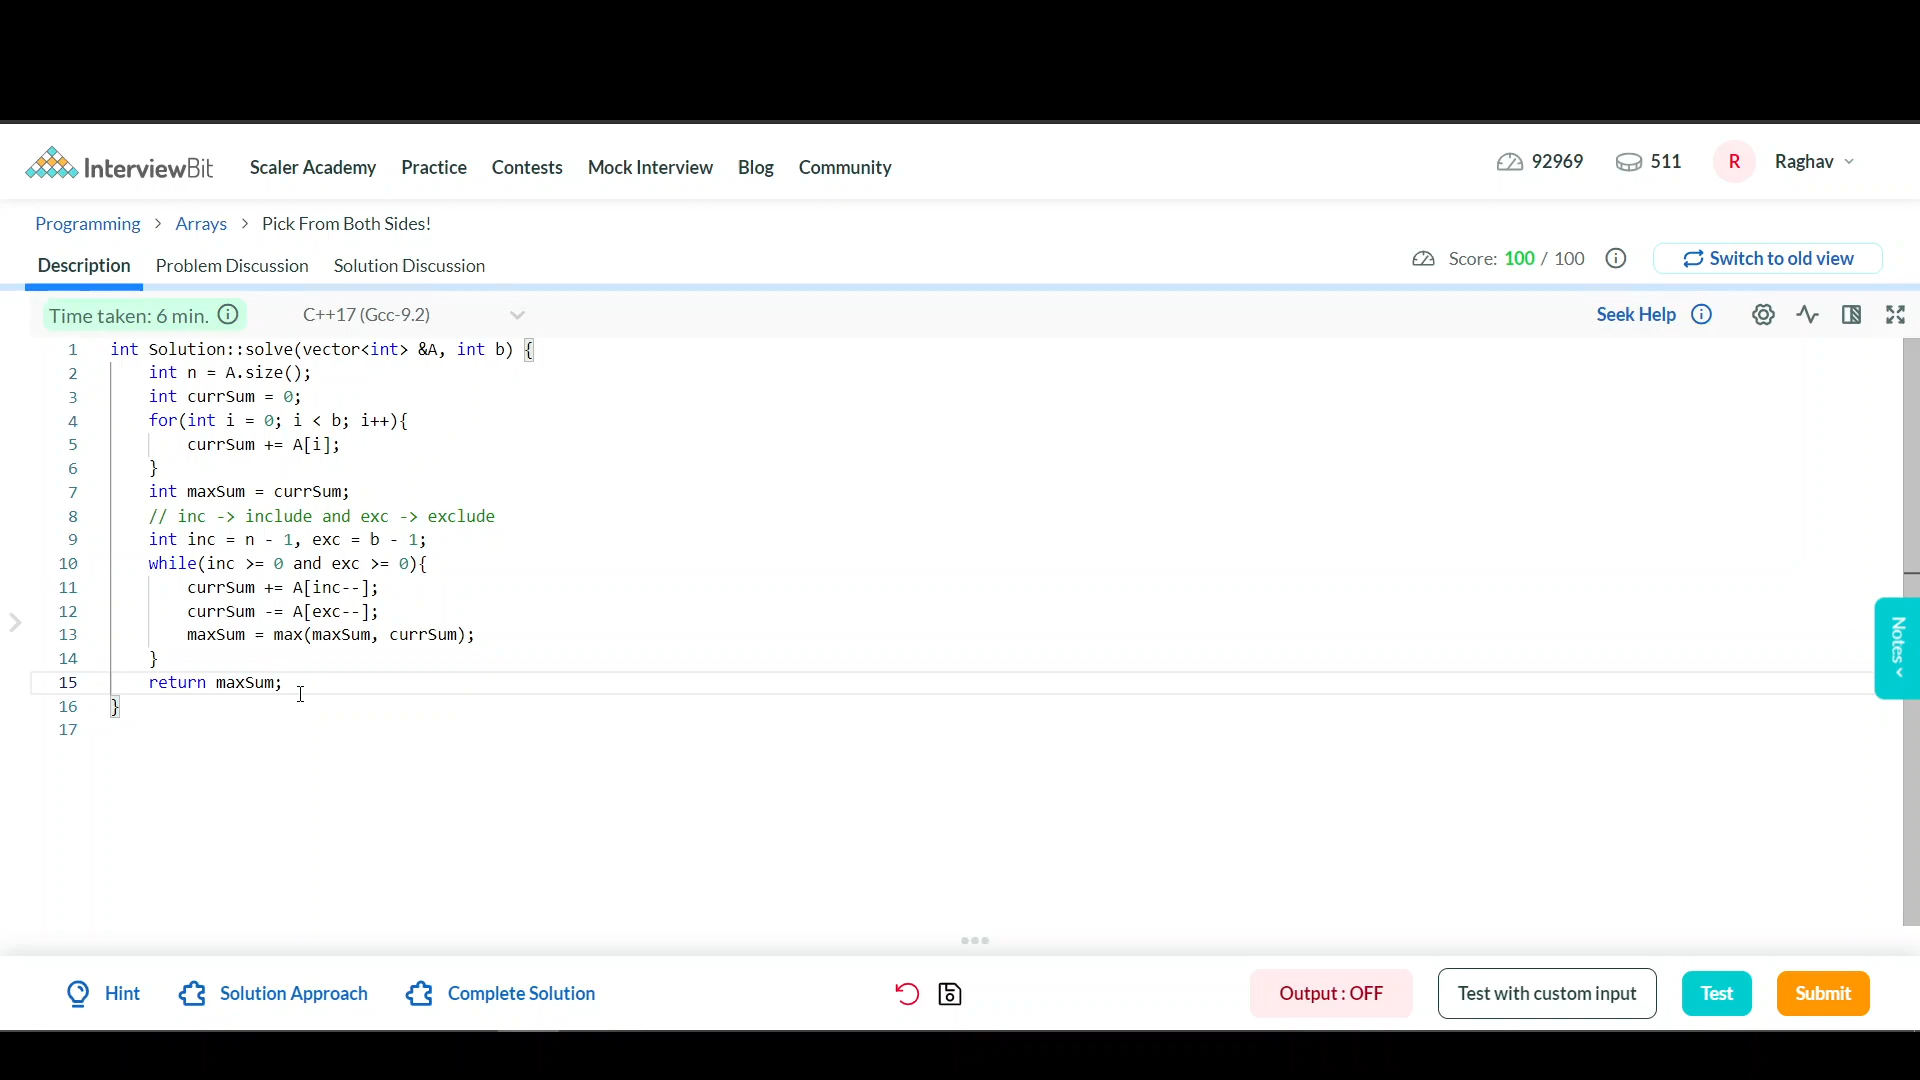 InterviewBit Scaler Academy Practice Contests Mock Interview Blog Community 92969 511 R Raghav
Programming > Arrays > Pick From Both Sides!
Description Problem Discussion Solution Discussion Score: 100 / 100 Switch to old view
Time taken: 6 min. C++17 (Gcc-9.2) Seek Help
1 int Solution::solve(vector<int> &A, int b) {
2 int n = A.size();
3 int currSum = 0;
4 for(int i = 0; i < b; i++){
5 currSum += A[i];
6 }
7 int maxSum = currSum;
8 // inc -> include and exc -> exclude
9 int inc = n - 1, exc = b - 1;
10 while(inc >= 0 and exc >= 0){
11 currSum += A[inc--];
12 currSum -= A[exc--];
13 maxSum = max(maxSum, currSum);
14 }
15 return maxSum;
16 }
17
Notes
Hint Solution Approach Complete Solution Output : OFF Test with custom input Test Submit